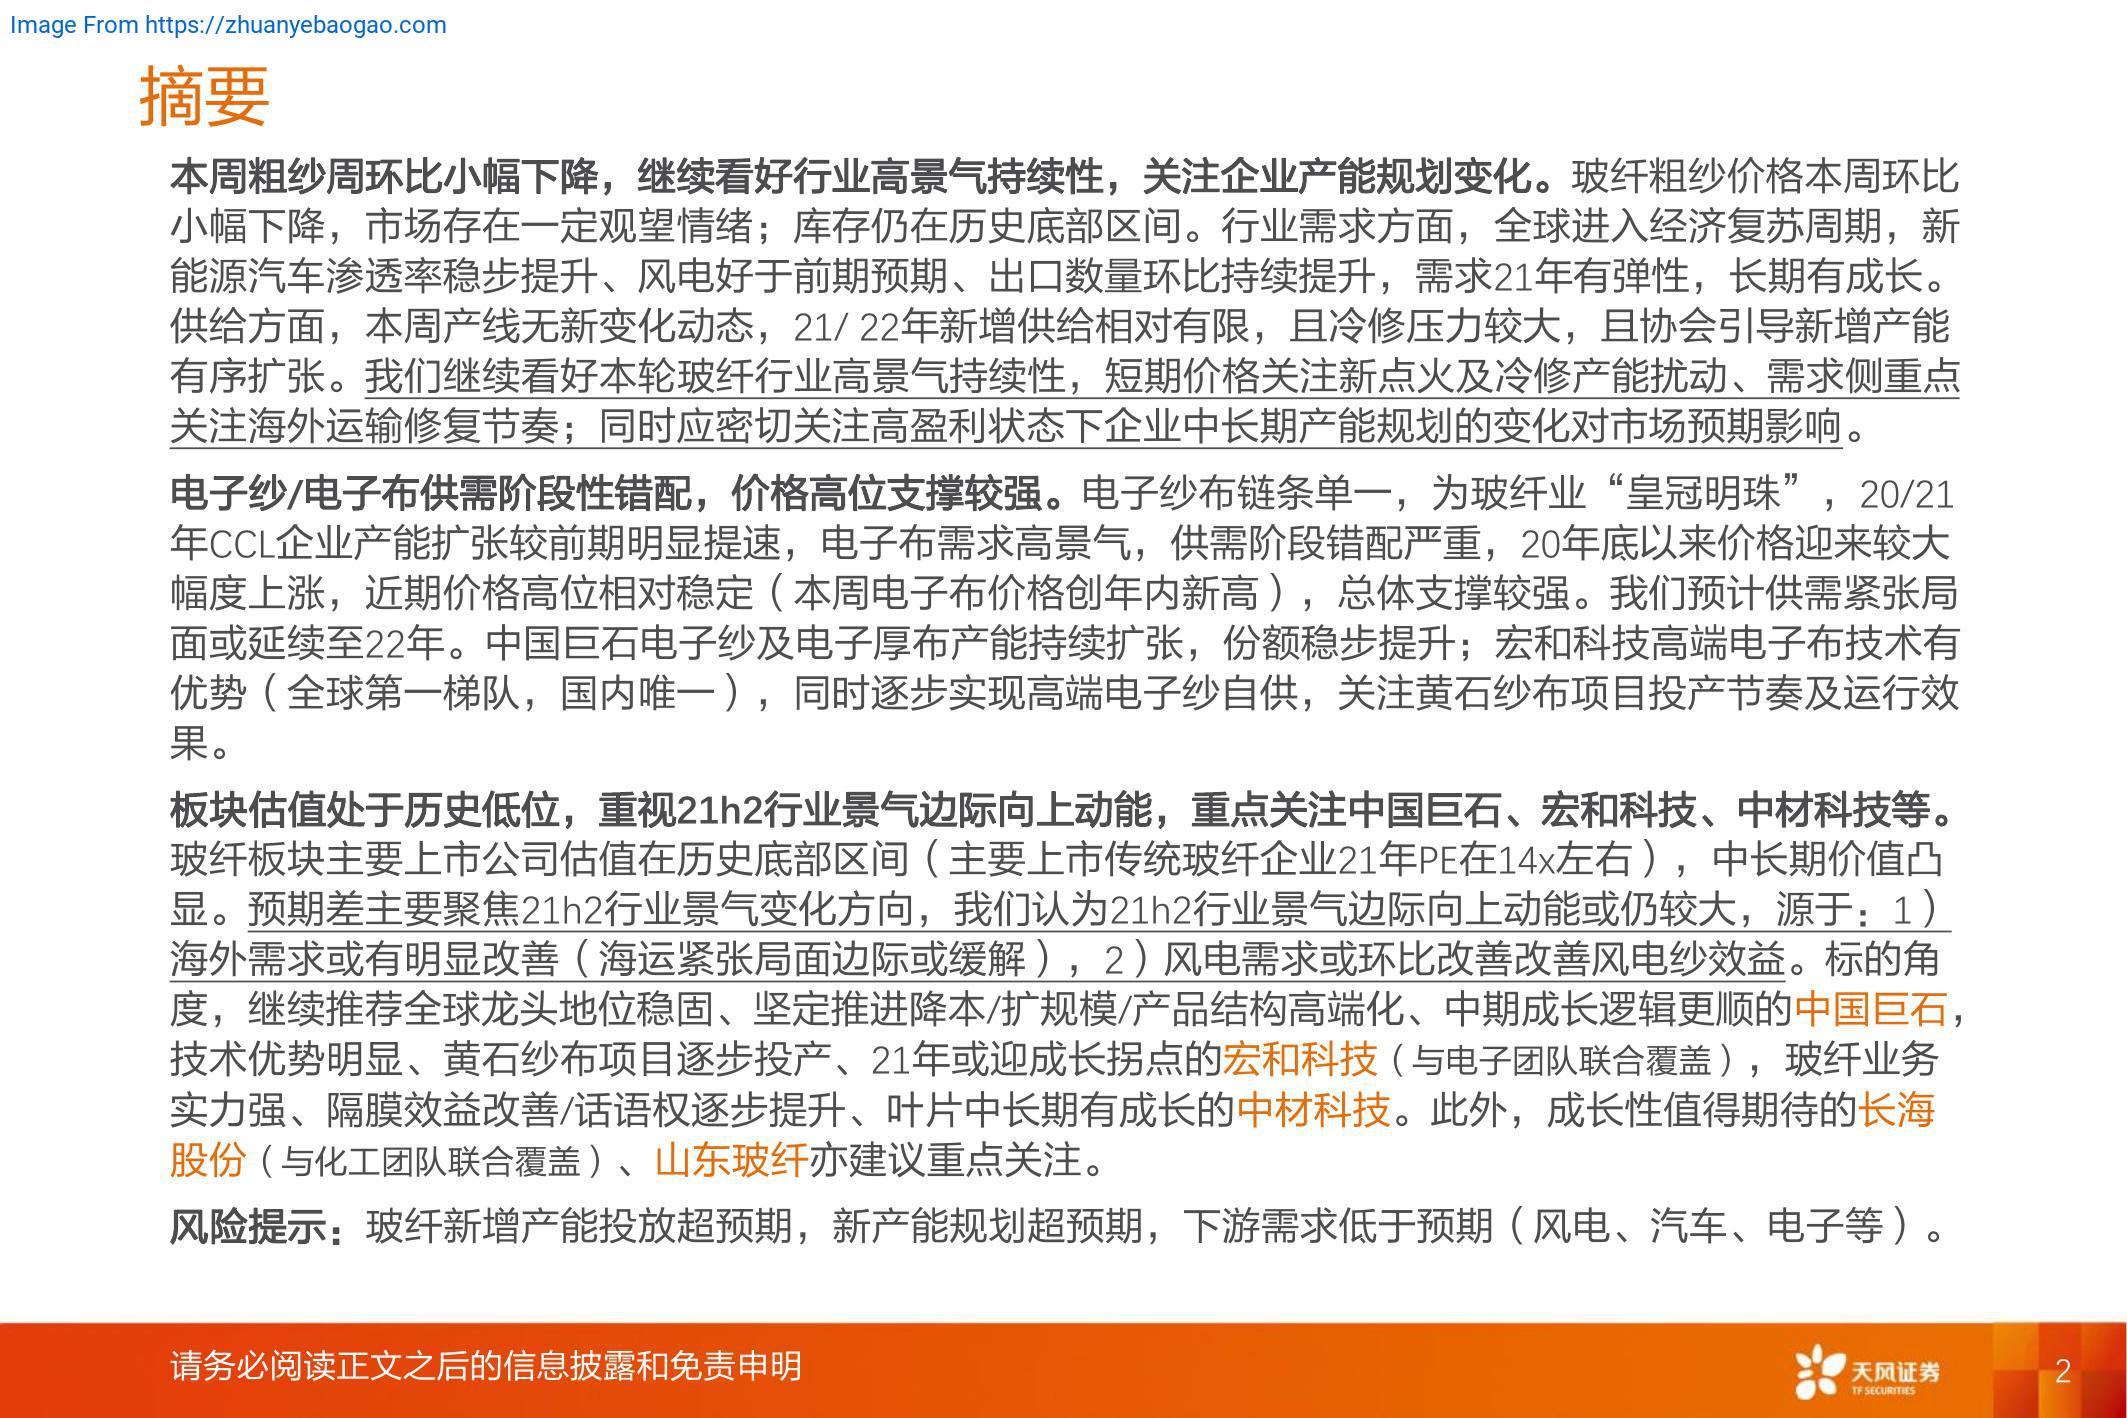 Image From https://zhuanyebaogao.com
摘要
本周粗纱周环比小幅下降，继续看好行业高景气持续性，关注企业产能规划变化。玻纤粗纱价格本周环比
小幅下降，市场存在一定观望情绪；库存仍在历史底部区间。行业需求方面，全球进入经济复苏周期，新
能源汽车渗透率稳步提升、风电好于前期预期、出口数量环比持续提升，需求21年有弹性，长期有成长。
供给方面，本周产线无新变化动态，21/ 22年新增供给相对有限，且冷修压力较大，且协会引导新增产能
有序扩张。我们继续看好本轮玻纤行业高景气持续性，短期价格关注新点火及冷修产能扰动、需求侧重点
关注海外运输修复节奏；同时应密切关注高盈利状态下企业中长期产能规划的变化对市场预期影响。
电子纱/电子布供需阶段性错配，价格高位支撑较强。电子纱布链条单一，为玻纤业“皇冠明珠”，20/21
年CCL企业产能扩张较前期明显提速，电子布需求高景气，供需阶段错配严重，20年底以来价格迎来较大
幅度上涨，近期价格高位相对稳定（本周电子布价格创年内新高），总体支撑较强。我们预计供需紧张局
面或延续至22年。中国巨石电子纱及电子厚布产能持续扩张，份额稳步提升；宏和科技高端电子布技术有
优势（全球第一梯队，国内唯一），同时逐步实现高端电子纱自供，关注黄石纱布项目投产节奏及运行效
果。
板块估值处于历史低位，重视21h2行业景气边际向上动能，重点关注中国巨石、宏和科技、中材科技等。
玻纤板块主要上市公司估值在历史底部区间（主要上市传统玻纤企业21年PE在14x左右），中长期价值凸
显。预期差主要聚焦21h2行业景气变化方向，我们认为21h2行业景气边际向上动能或仍较大，源于：1）
海外需求或有明显改善（海运紧张局面边际或缓解），2）风电需求或环比改善改善风电纱效益。标的角
度，继续推荐全球龙头地位稳固、坚定推进降本/扩规模/产品结构高端化、中期成长逻辑更顺的中国巨石，
技术优势明显、黄石纱布项目逐步投产、21年或迎成长拐点的宏和科技（与电子团队联合覆盖），玻纤业务
实力强、隔膜效益改善/话语权逐步提升、叶片中长期有成长的中材科技。此外，成长性值得期待的长海
股份（与化工团队联合覆盖）、山东玻纤亦建议重点关注。
风险提示：玻纤新增产能投放超预期，新产能规划超预期，下游需求低于预期（风电、汽车、电子等）。
请务必阅读正文之后的信息披露和免责申明
天风证券
TF SECURITIES
2